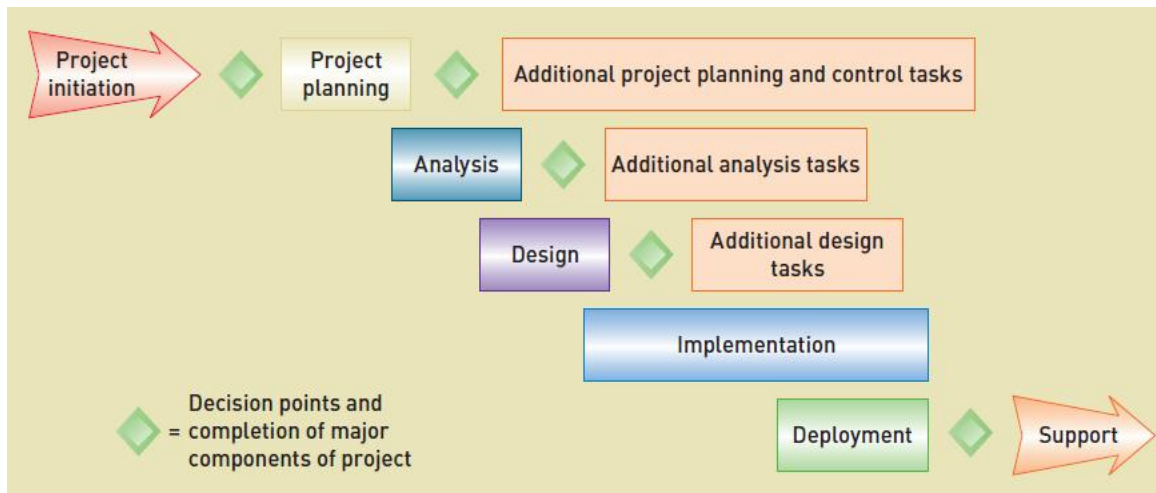 Project
initiation
Project
planning
Additional project planning and control tasks
Analysis
Additional analysis tasks
Design
Additional design
tasks
Implementation
Decision points and
= completion of major
components of project
Deployment
Support